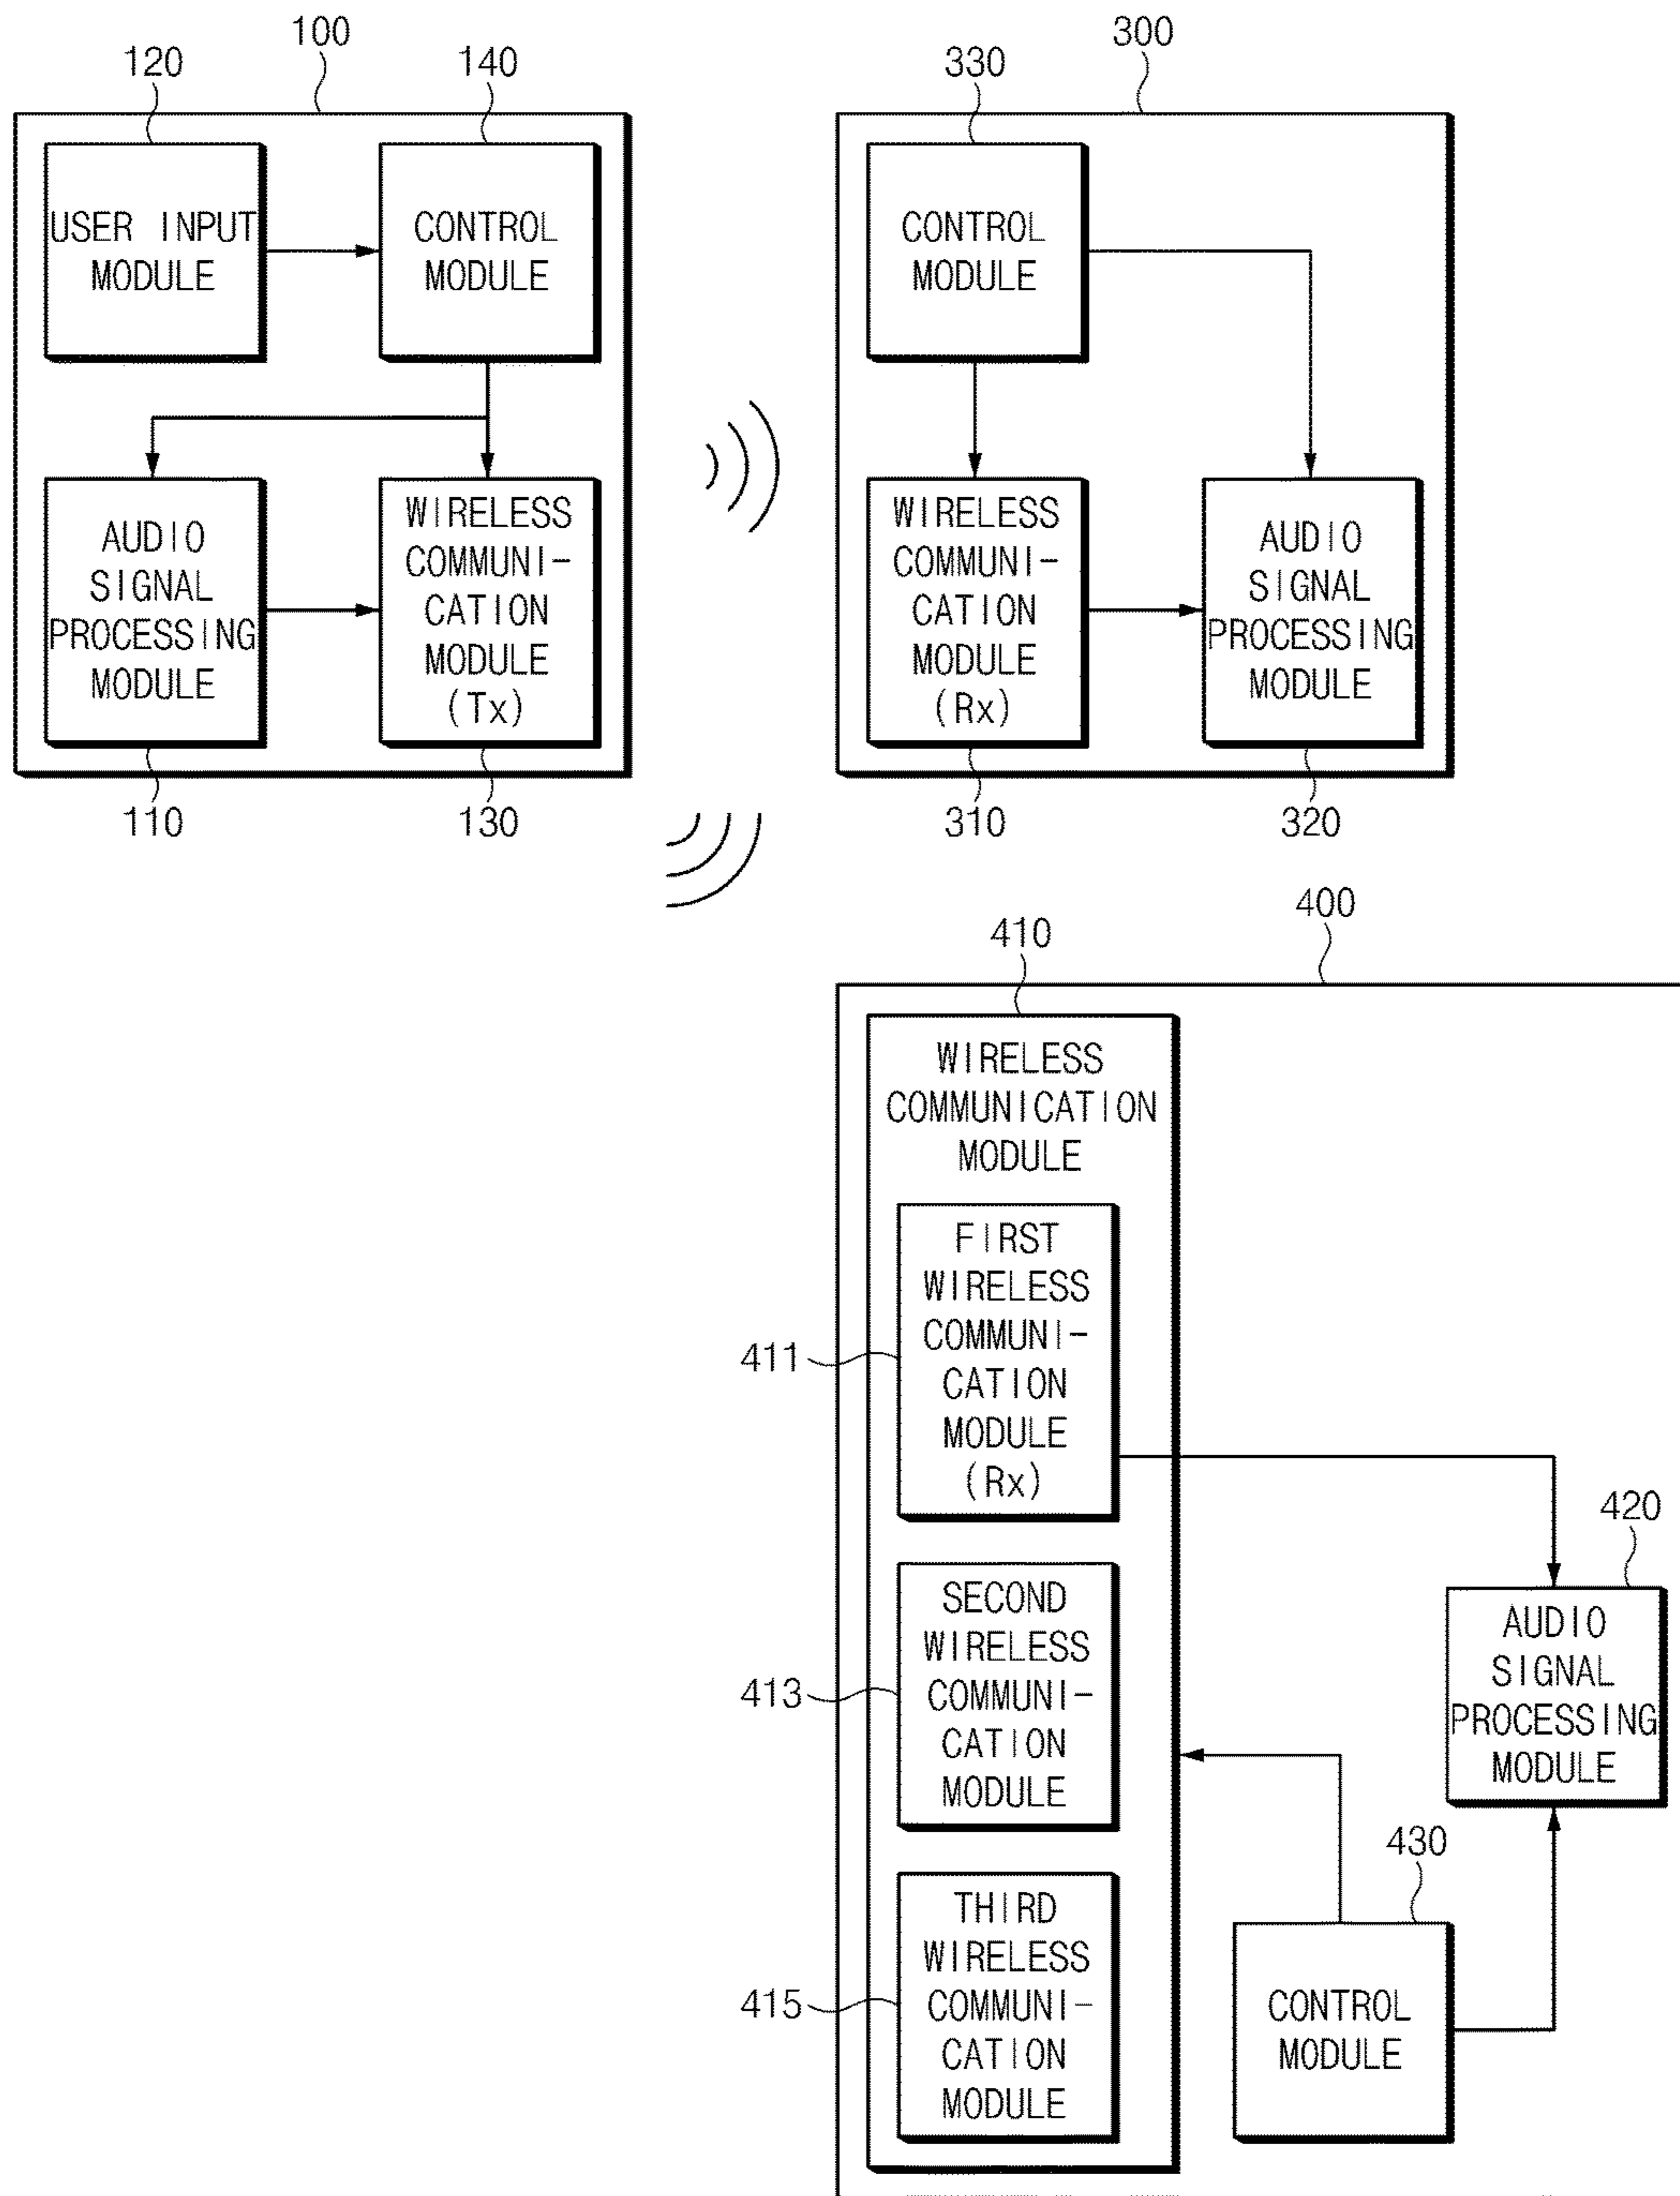 100
120
140
USER INPUT
MODULE
CONTROL
MODULE
AUDIO
SIGNAL
PROCESSING
MODULE
WIRELESS
COMMUNI-
CATION
MODULE
(Tx)
110
130
300
330
CONTROL
MODULE
WIRELESS
COMMUNI-
CATION
MODULE
(Rx)
AUDIO
SIGNAL
PROCESSING
MODULE
310
320
400
410
WIRELESS
COMMUNICATION
MODULE
411
FIRST
WIRELESS
COMMUNI-
CATION
MODULE
(Rx)
413
SECOND
WIRELESS
COMMUNI-
CATION
MODULE
415
THIRD
WIRELESS
COMMUNI-
CATION
MODULE
420
AUDIO
SIGNAL
PROCESSING
MODULE
430
CONTROL
MODULE